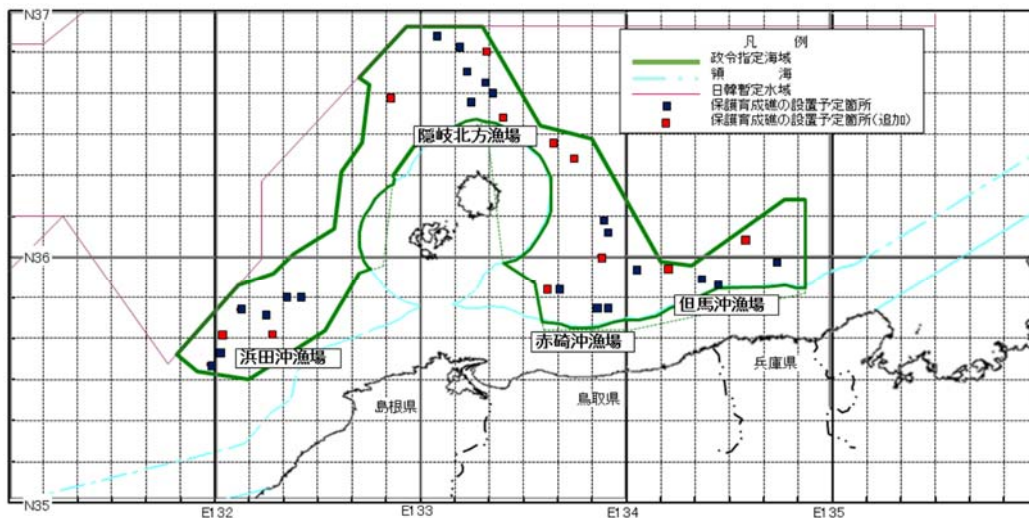 N37
凡 例
政令指定海域
領 海
日韓暫定水域
保護育成礁の設置予定箇所
保護育成礁の設置予定箇所(追加)
隠岐北方漁場
N36
但馬沖漁場
赤碕沖漁場
浜田沖漁場
兵庫県
鳥取県
島根県
N35
E132
E133
E134
E135